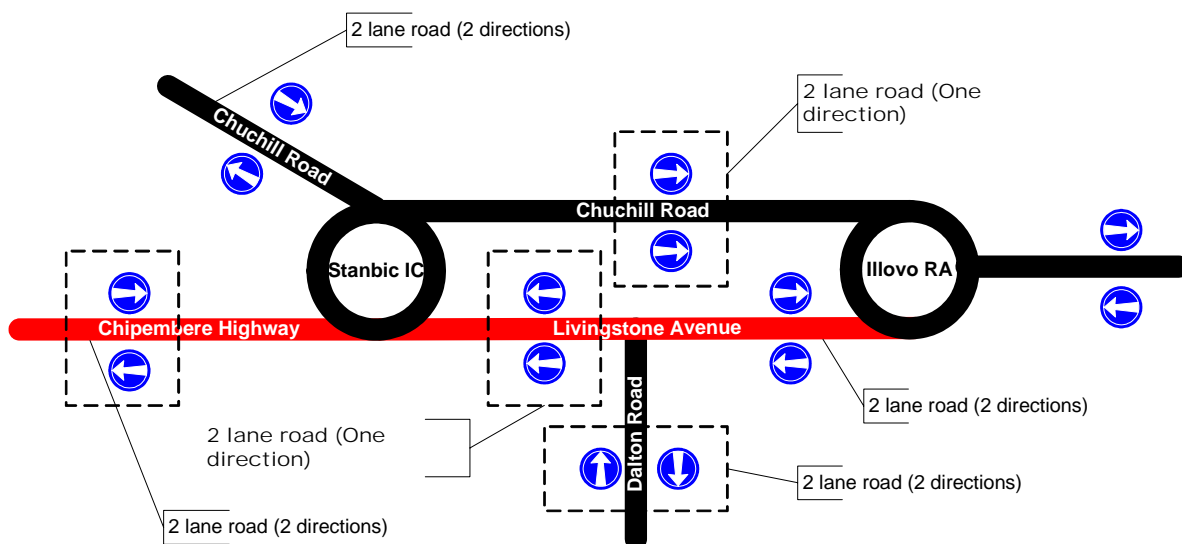 2 lane road (2 directions)
2 lane road (One
direction)
Chuchill Road
Chuchill Road
Stanbic IC
Illovo RA
Chipembere Highway
Livingstone Avenue
2 lane road (2 directions)
Dalton Road
2 lane road (One
direction)
2 lane road (2 directions)
2 lane road (2 directions)